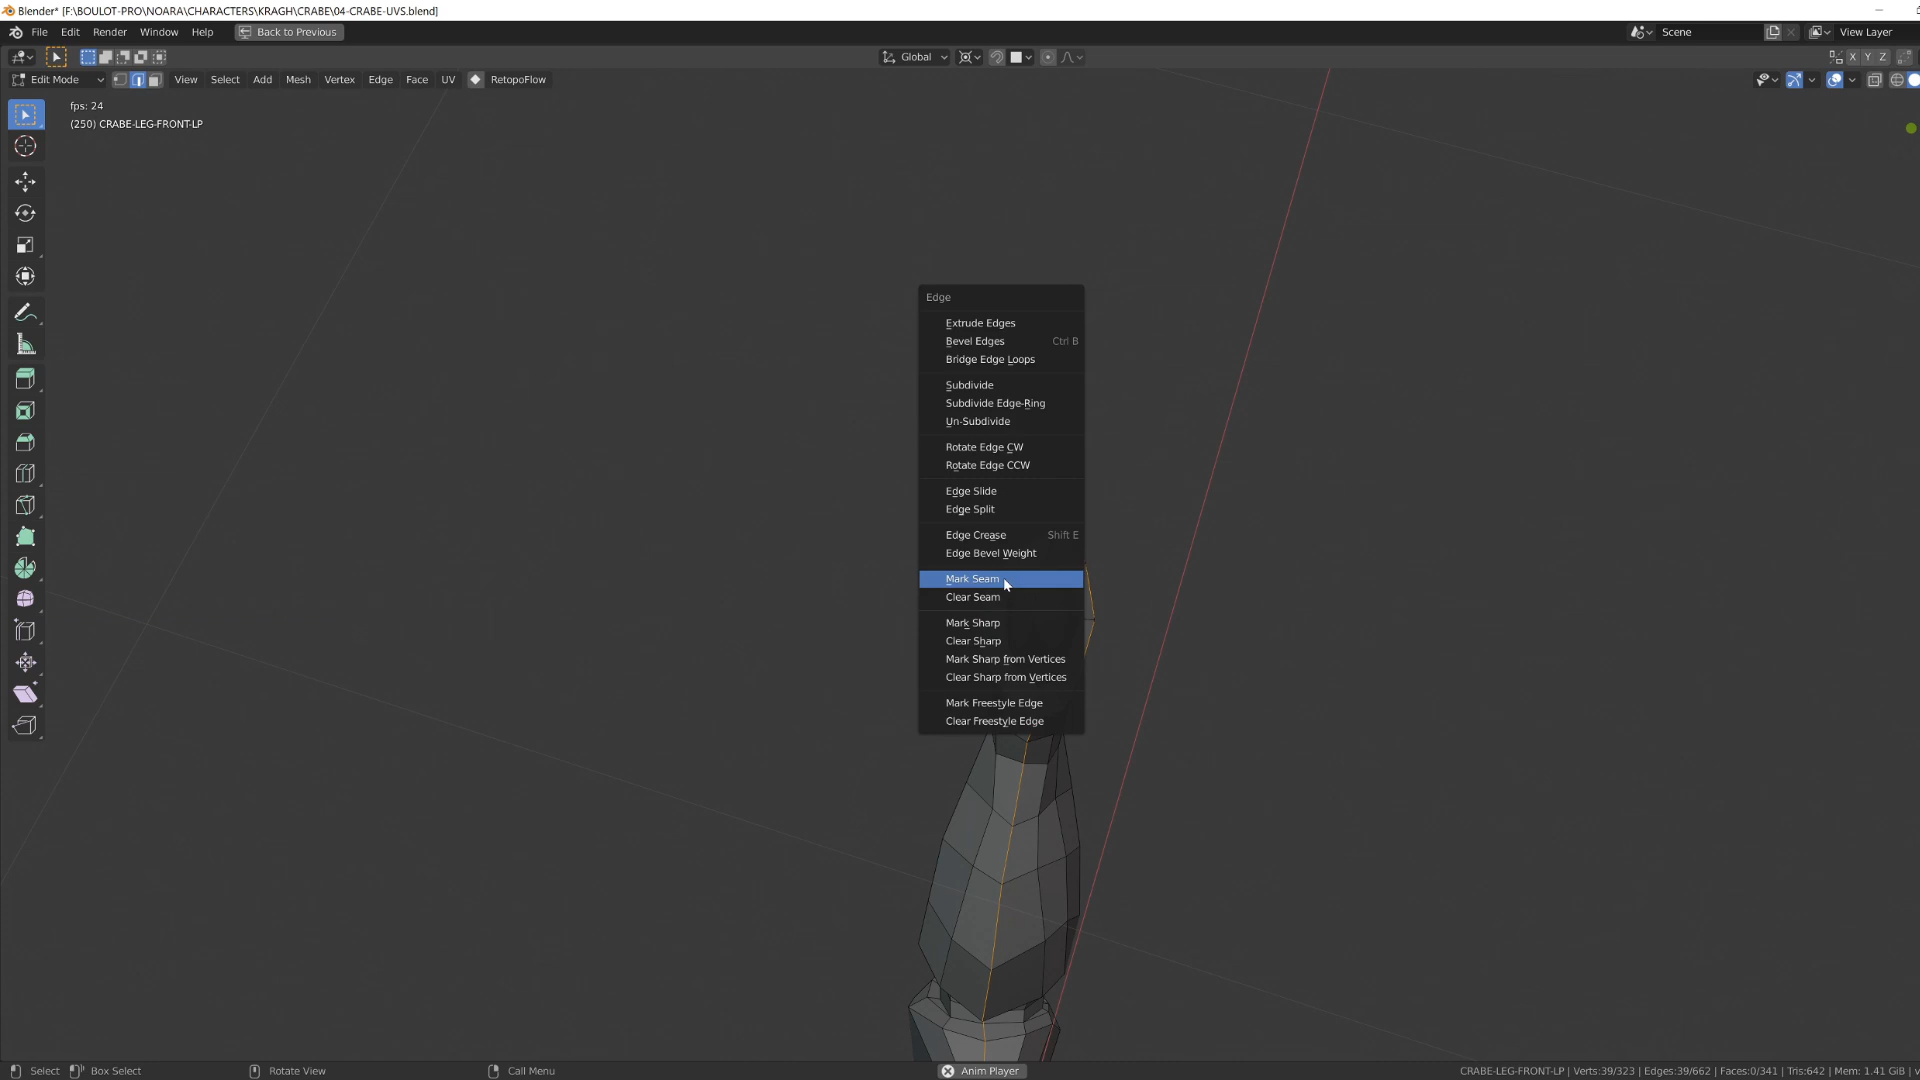 Blender* [F:\BOULOT-PRO\NOARA\CHARACTERS\KRAGH\CRABE\04-CRABE-UVS.blend]
File Edit Render Window Help Back to Previous Scene View Layer
Global X Y Z
Edit Mode View Select Add Mesh Vertex Edge Face UV RetopoFlow
fps: 24
(250) CRABE-LEG-FRONT-LP
Edge
Extrude Edges
Bevel Edges Ctrl B
Bridge Edge Loops
Subdivide
Subdivide Edge-Ring
Un-Subdivide
Rotate Edge CW
Rotate Edge CCW
Edge Slide
Edge Split
Edge Crease Shift E
Edge Bevel Weight
Mark Seam
Clear Seam
Mark Sharp
Clear Sharp
Mark Sharp from Vertices
Clear Sharp from Vertices
Mark Freestyle Edge
Clear Freestyle Edge
Select Box Select Rotate View Call Menu Anim Player CRABE-LEG-FRONT-LP | Verts:39/323 | Edges:39/662 | Faces:0/341 | Tris:642 | Mem: 1.41 GiB | v